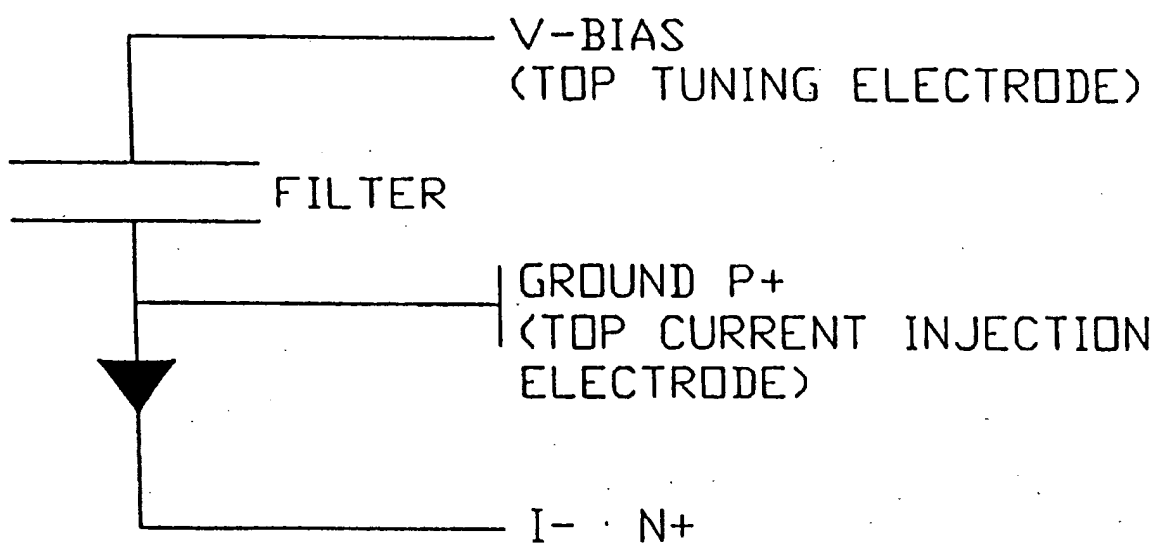 V-BIAS
(TOP TUNING ELECTRODE)
FILTER
GROUND P+
(TOP CURRENT INJECTION
ELECTRODE)
I- N+